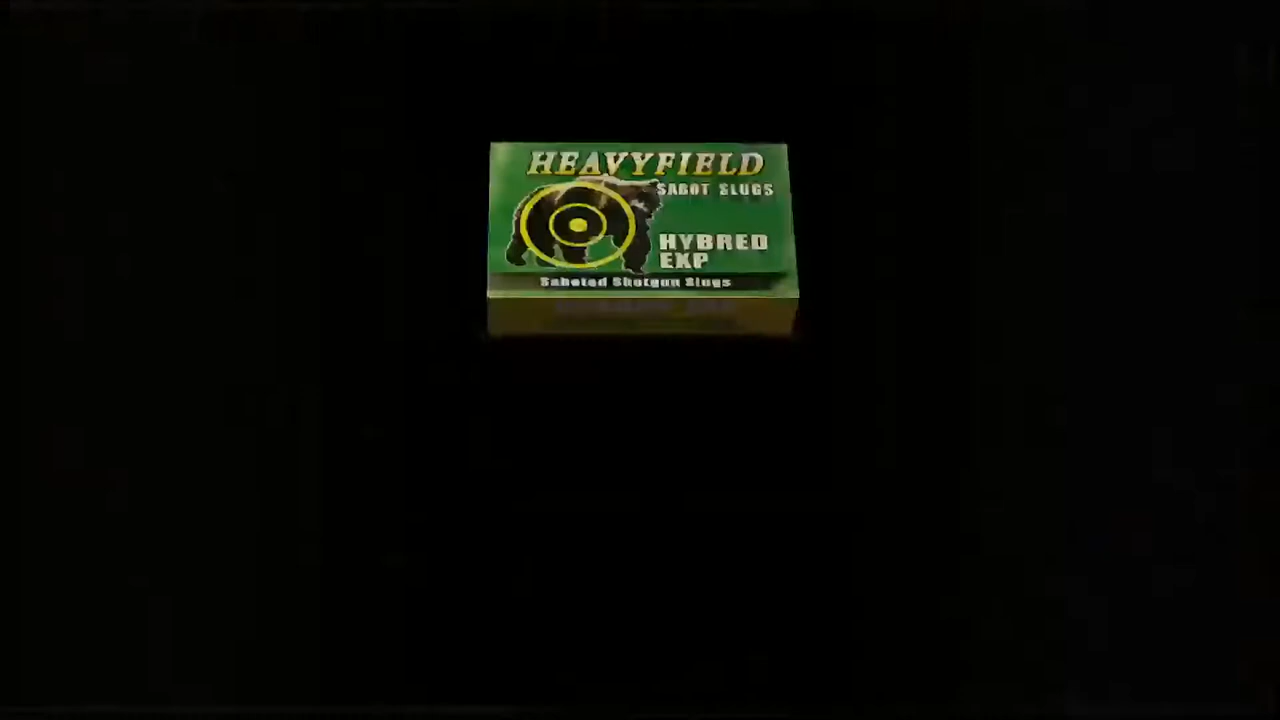 HEAVYFIELD
SABOT SLUGS
HYBRED
EXP
Saboted Shotgun Slugs